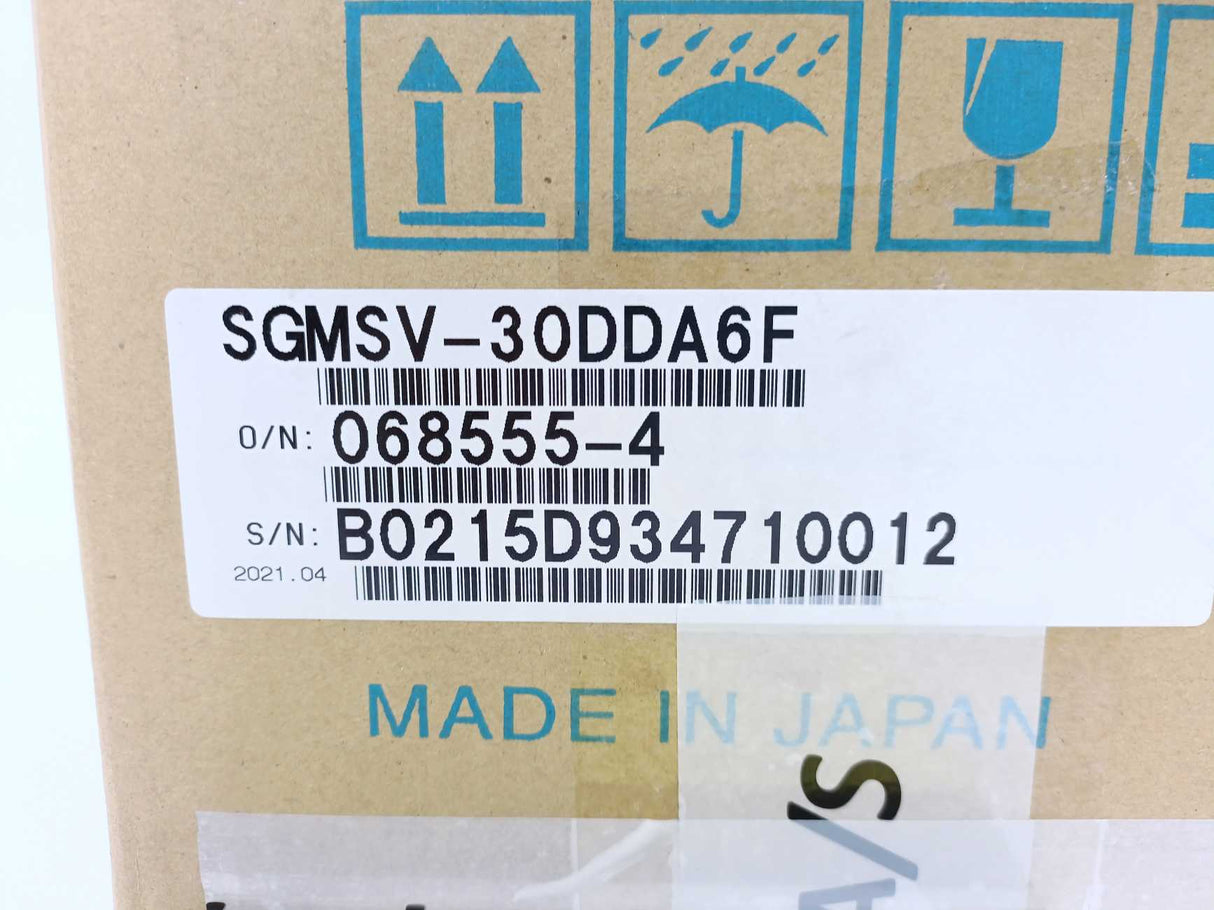 SGMSV-30DDA6F
O/N: 068555-4
S/N: B0215D934710012
2021.04
MADE IN JAPAN
A/S